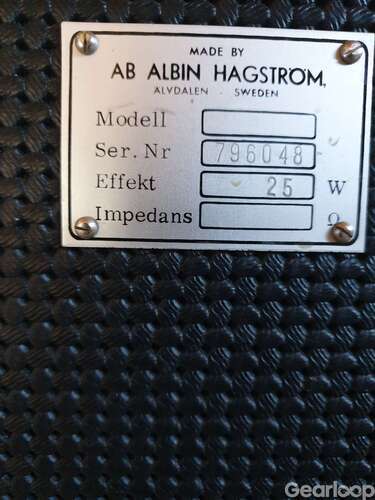 MADE BY
AB ALBIN HAGSTRÖM,
ALVDALEN · SWEDEN
Modell
Ser. Nr 796048
Effekt 25 W
Impedans Ω
Gearloop